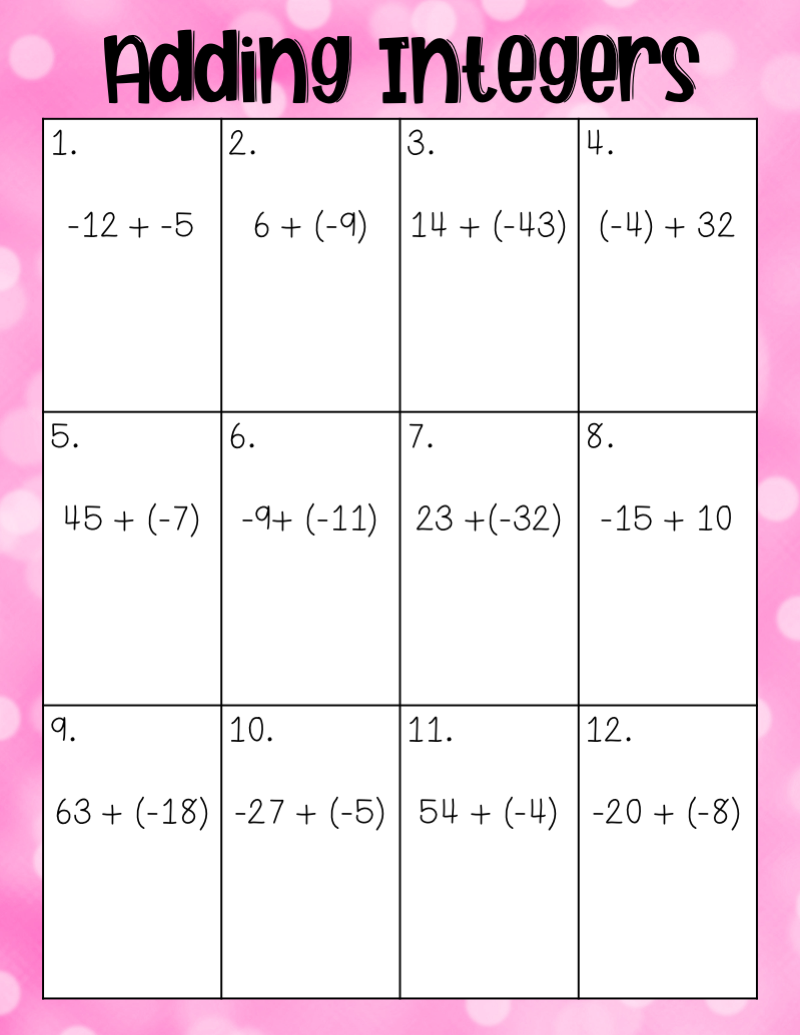 Adding Integers
1.
-12 + -5
2.
6 + (-9)
3.
14 + (-43)
4.
(-4) + 32
5.
45 + (-7)
6.
-9+ (-11)
7.
23 +(-32)
8.
-15 + 10
9.
63 + (-18)
10.
-27 + (-5)
11.
54 + (-4)
12.
-20 + (-8)